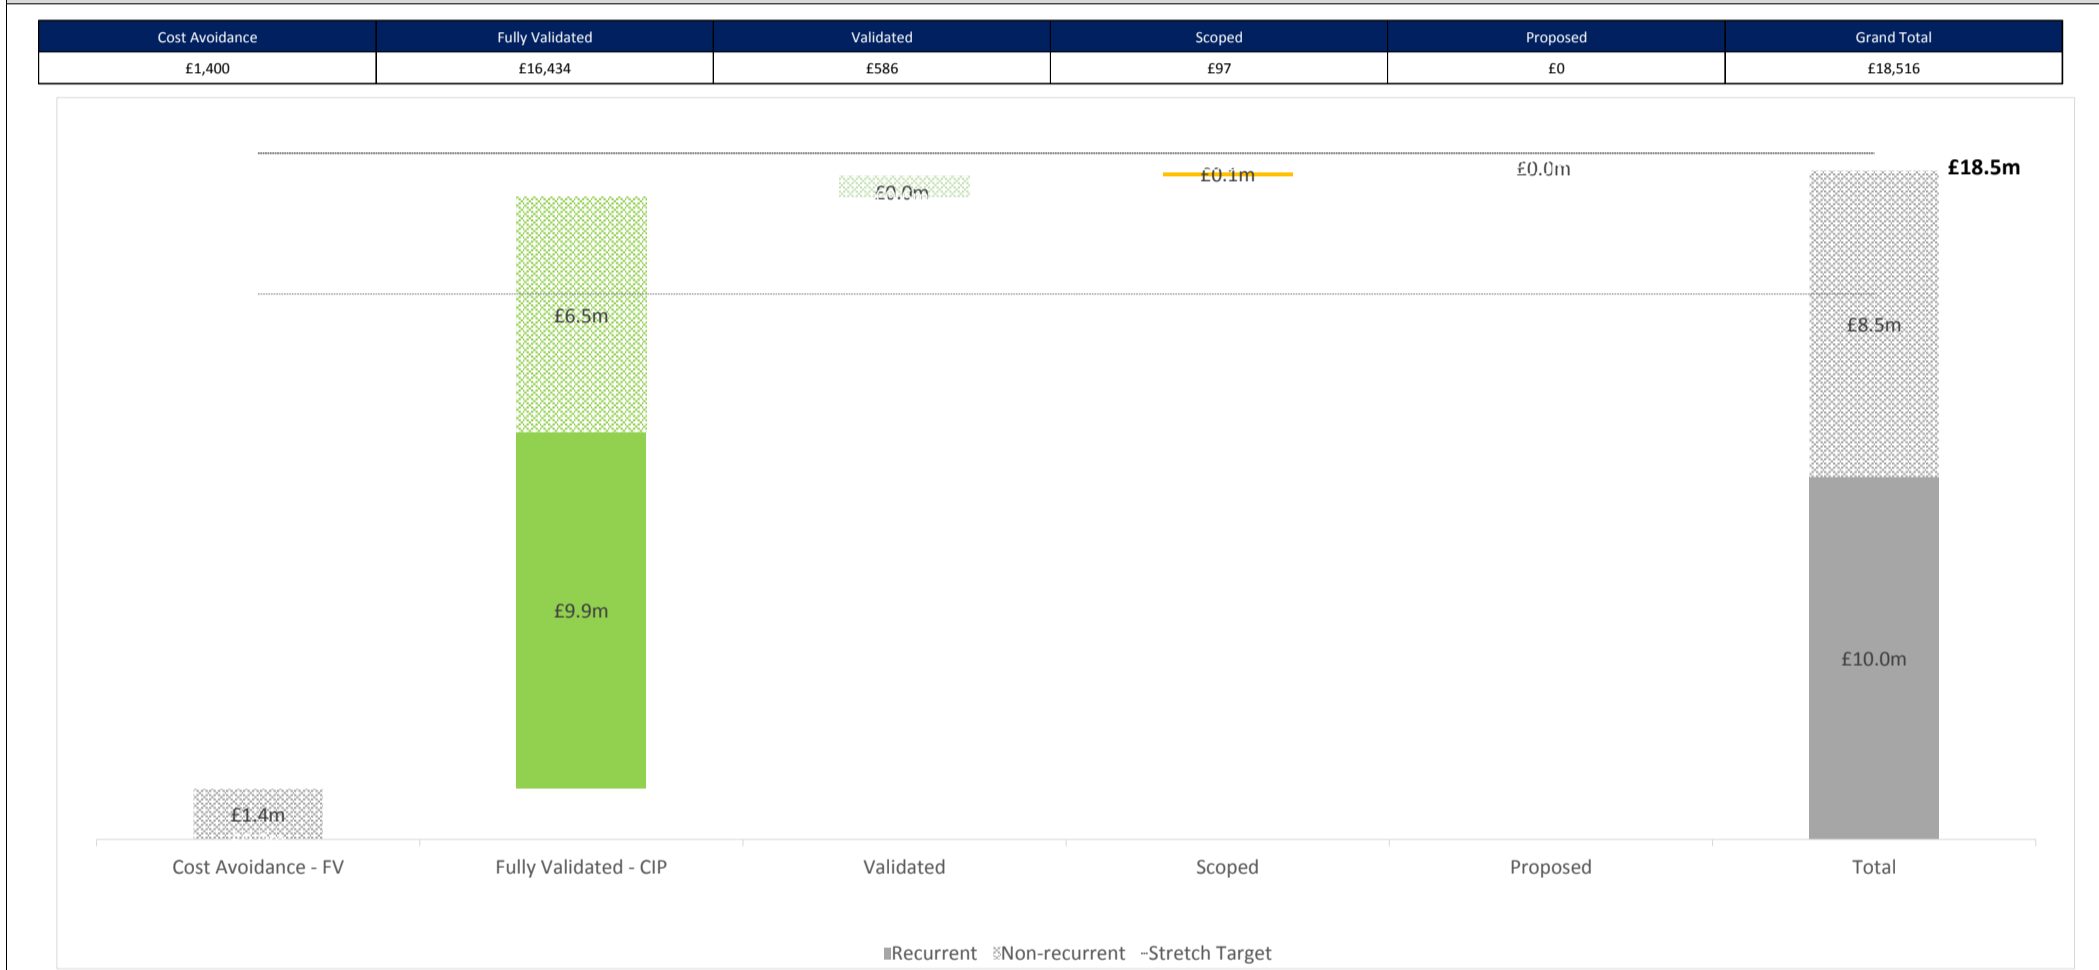 Cost Avoidance Fully Validated Validated Scoped Proposed Grand Total
£1,400 £16,434 £586 £97 £0 £18,516
£18.5m
£0.0m
£0.1m
£0.0m
£6.5m
£8.5m
£9.9m
£10.0m
£1.4m
Cost Avoidance - FV Fully Validated - CIP Validated Scoped Proposed Total
Recurrent Non-recurrent Stretch Target